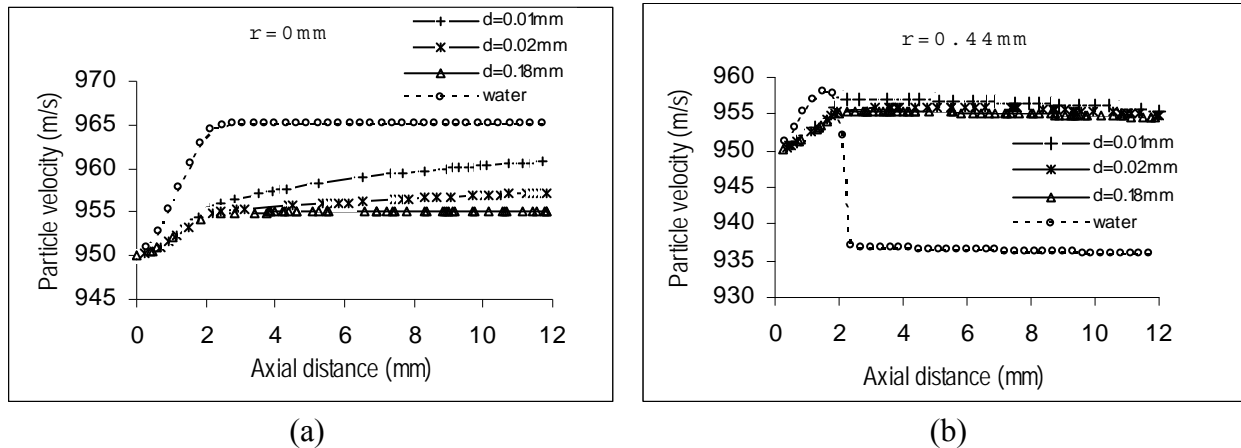 r = 0 mm
d=0.01mm
d=0.02mm
d=0.18mm
water
Particle velocity (m/s)
970
965
960
955
950
945
0 2 4 6 8 10 12
Axial distance (mm)
(a)
r = 0 . 44 mm
Particle velocity (m/s)
960
955
950
945
940
935
930
d=0.01mm
d=0.02mm
d=0.18mm
water
0 2 4 6 8 10 12
Axial distance (mm)
(b)